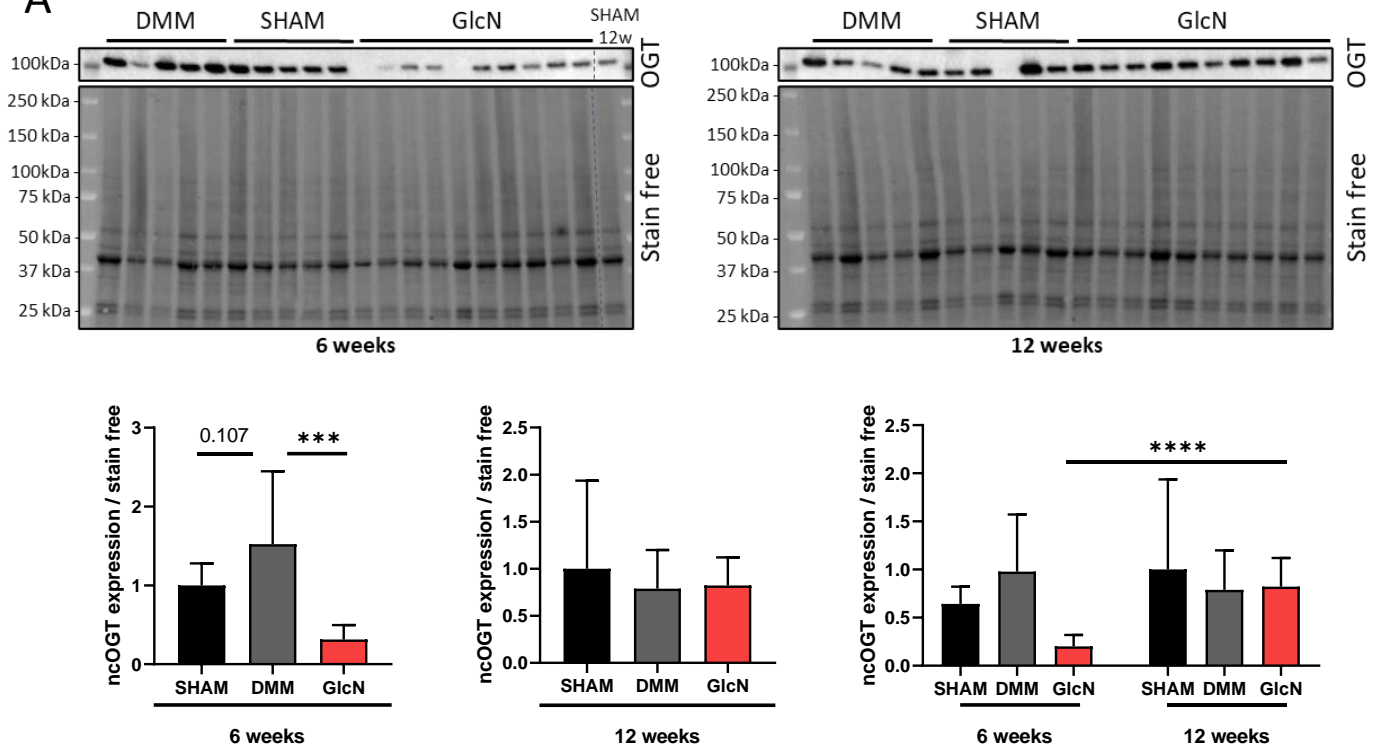 A
DMM SHAM GlcN SHAM
12w
100kDa
OGT
250 kDa
150 kDa
100kDa
75 kDa
50 kDa
37 kDa
25 kDa
Stain free
6 weeks
DMM SHAM GlcN
100kDa
OGT
250 kDa
150 kDa
100kDa
75 kDa
50 kDa
37 kDa
25 kDa
Stain free
12 weeks
ncOGT expression / stain free
3
2
1
0
0.107 ***
SHAM DMM GlcN
6 weeks
ncOGT expression / stain free
2.5
2.0
1.5
1.0
0.5
0.0
SHAM DMM GlcN
12 weeks
ncOGT expression / stain free
2.5
2.0
1.5
1.0
0.5
0.0
****
SHAM DMM GlcN SHAM DMM GlcN
6 weeks 12 weeks